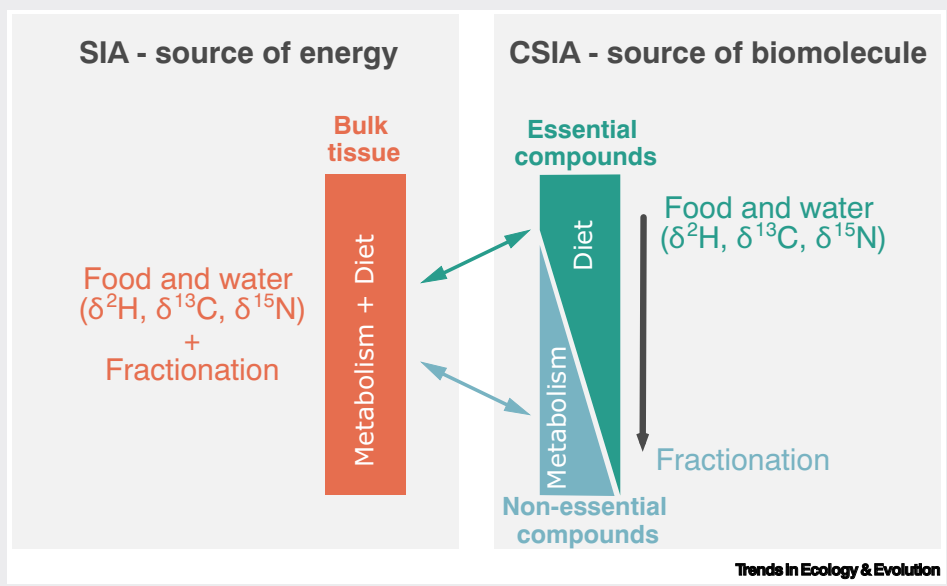 SIA - source of energy
Bulk
tissue
Metabolism + Diet
Food and water
(δ²H, δ¹³C, δ¹⁵N)
+
Fractionation
CSIA - source of biomolecule
Essential
compounds
Diet
Metabolism
Food and water
(δ²H, δ¹³C, δ¹⁵N)
Fractionation
Non-essential
compounds
Trends in Ecology & Evolution